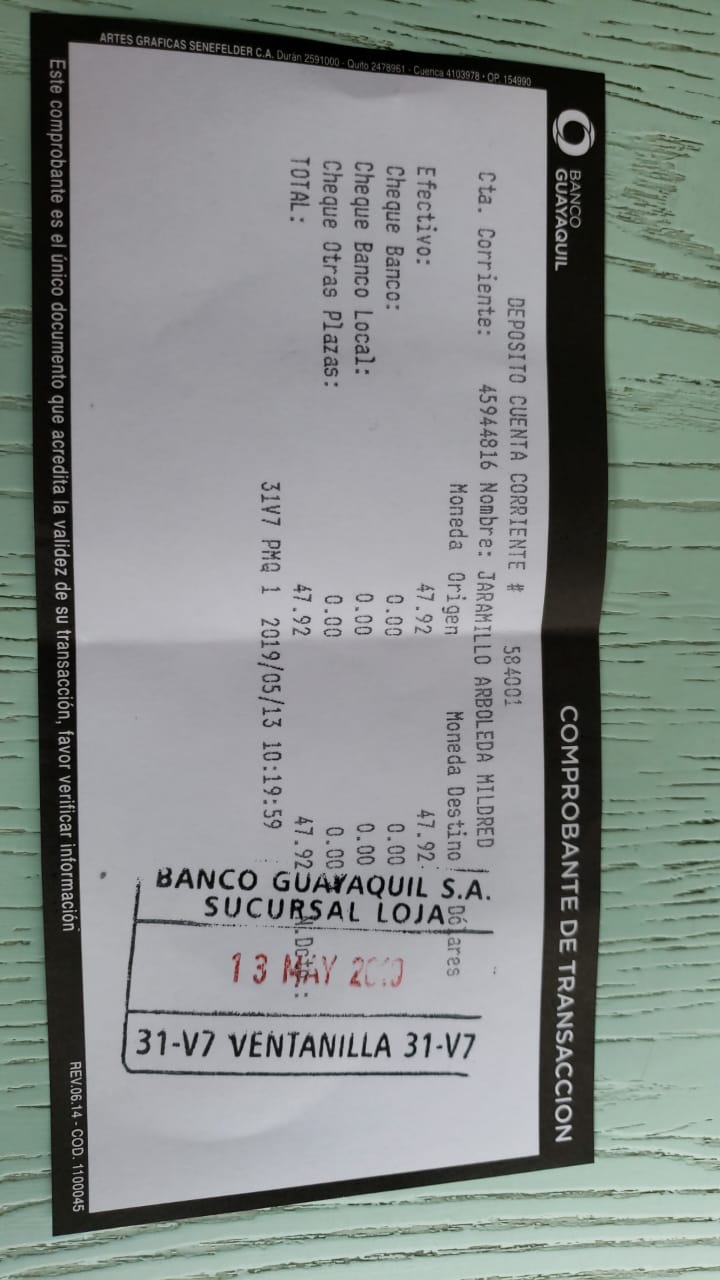 BANCO
GUAYAQUIL
COMPROBANTE DE TRANSACCION
DEPOSITO CUENTA CORRIENTE # 584001
Cta. Corriente: 45944816 Nombre: JARAMILLO ARBOLEDA MILDRED
Moneda Origen Moneda Destino Dólares
Efectivo: 47.92 47.92
Cheque Banco: 0.00 0.00
Cheque Banco Local: 0.00 0.00
Cheque Otras Plazas: 0.00 0.00
TOTAL: 47.92 47.92
31V7 PMQ 1 2019/05/13 10:19:59
BANCO GUAYAQUIL S.A.
SUCURSAL LOJA
13 MAY
31-V7 VENTANILLA 31-V7
ARTES GRAFICAS SENEFELDER C.A. Durán 2591000 - Quito 2478951 - Cuenca 4103978 - OP. 154990
Este comprobante es el único documento que acredita la validez de su transacción, favor verificar información
REV.06.14 - COD. 1100045